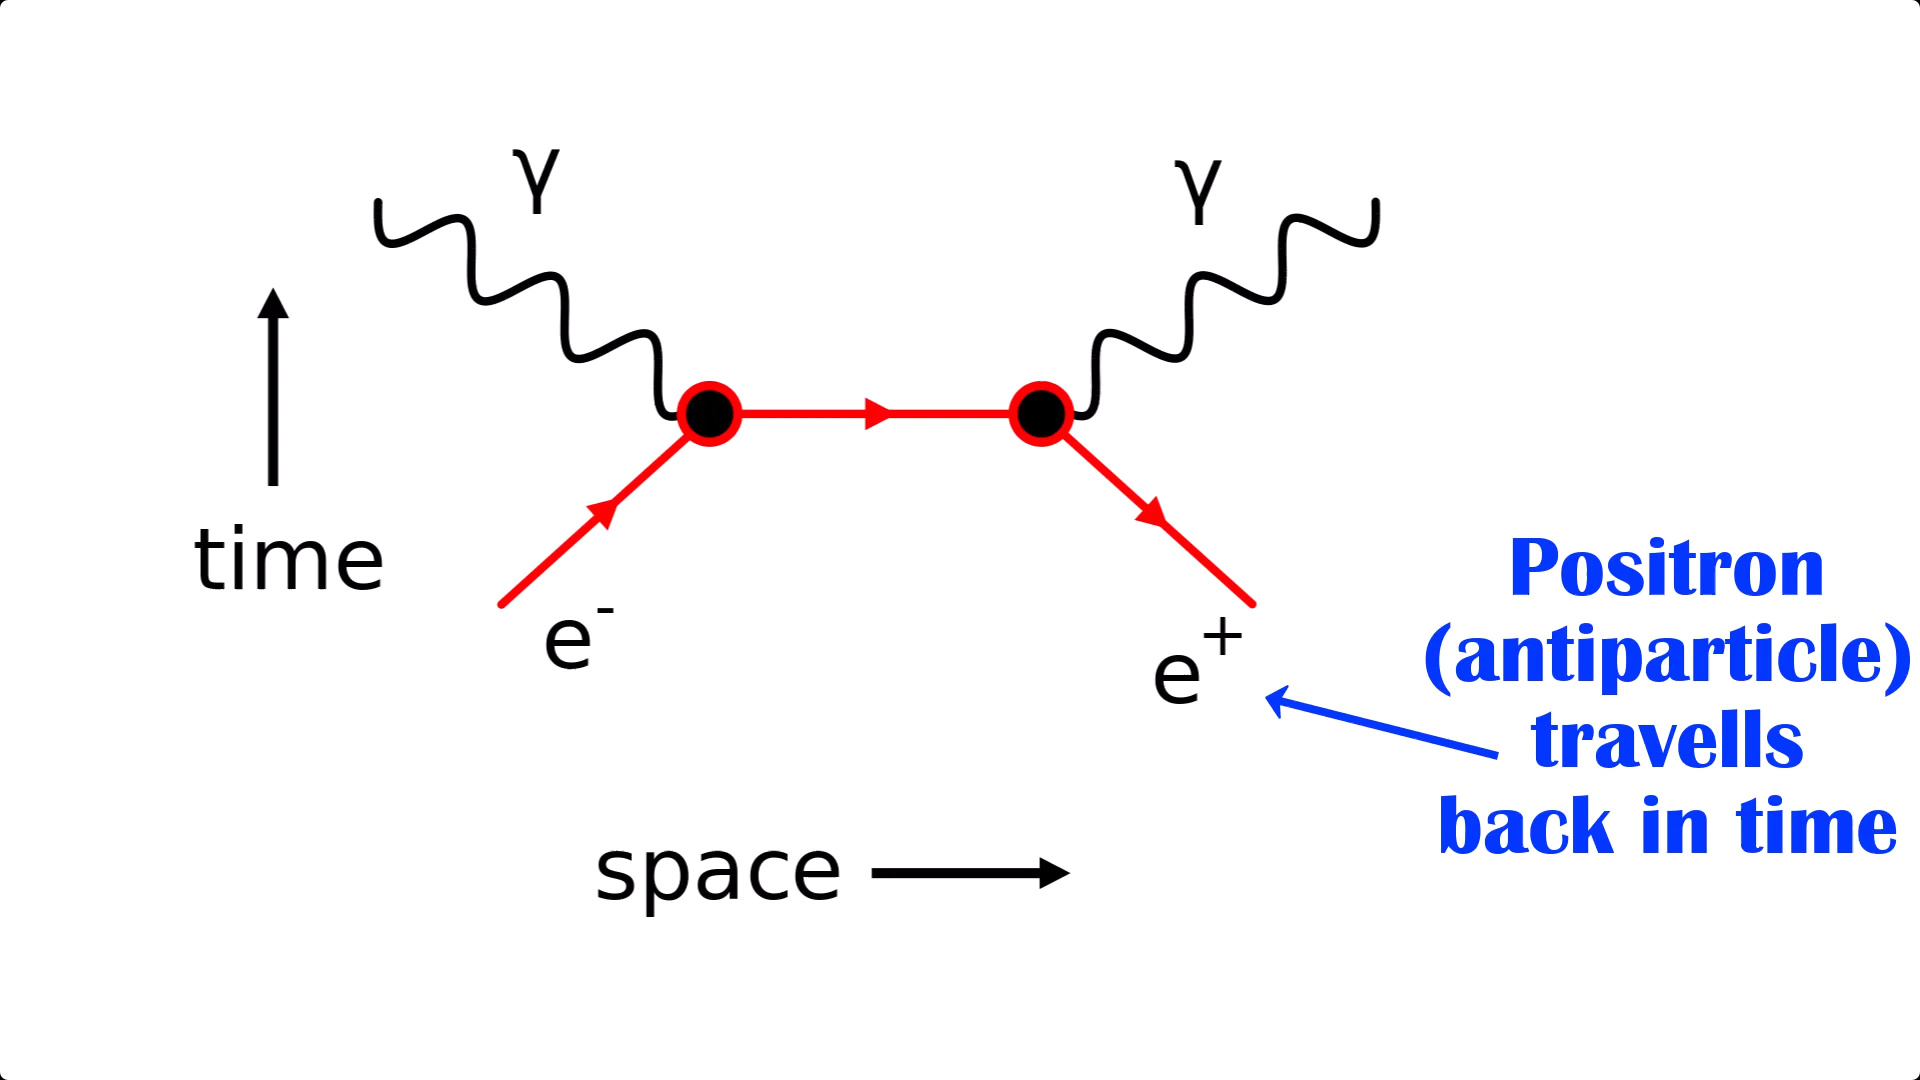 γ
γ
time
e⁻
e⁺
Positron
(antiparticle)
travells
back in time
space